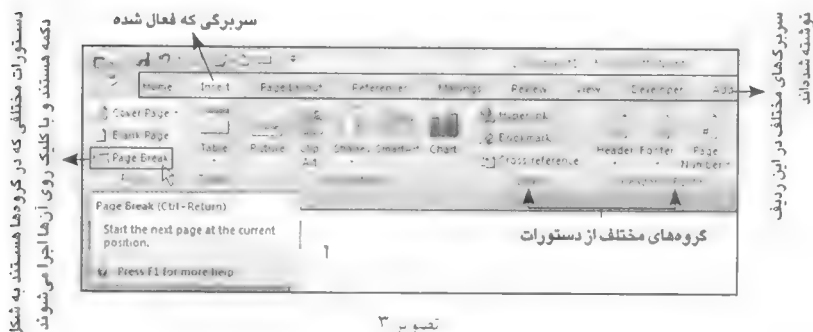 سربرگی که فعال شده
سربرگ‌های مختلف در این ردیف
نوشته شده‌اند
دستورات مختلفی که در گروه‌ها هستند به شکل
دکمه هستند و با کلیک روی آن‌ها اجرا می‌شوند
Home Insert Page Layout References Mailings Review View Developer Add
Cover Page
Blank Page
Page Break
Table Picture Clip Art Shapes SmartArt Chart
Hyperlink
Bookmark
Cross-reference
Header Footer Page Number
Page Break (Ctrl-Return)
Start the next page at the current
position.
Press F1 for more help
گروه‌های مختلف از دستورات
تصویر ۳